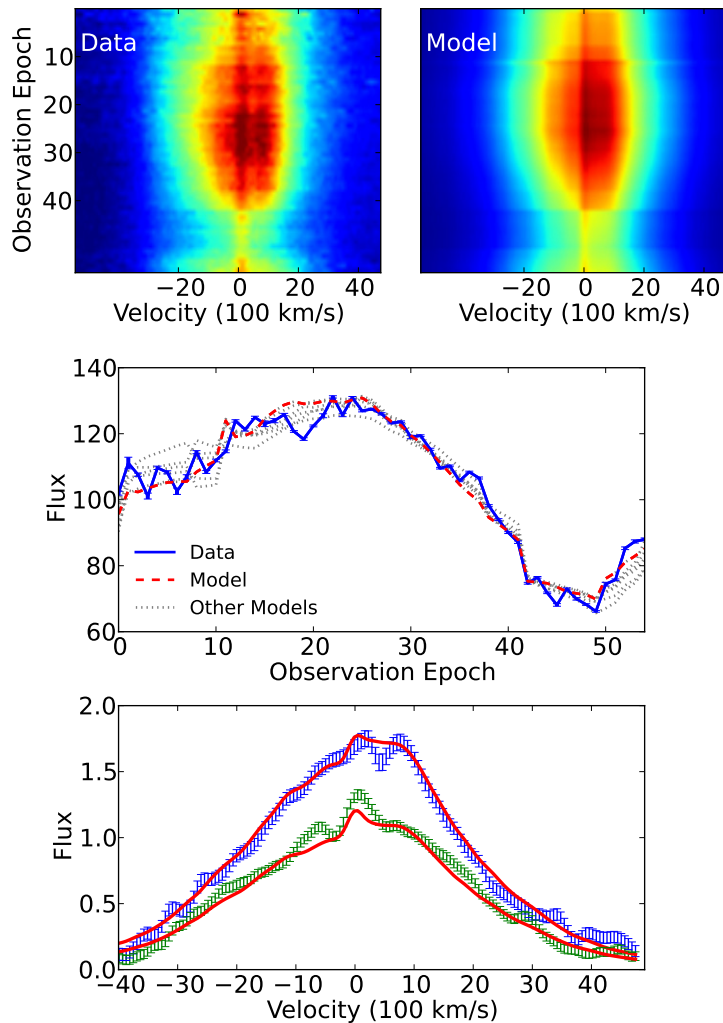 Data
Model
Observation Epoch
10
20
30
40
−20 0 20 40
−20 0 20 40
Velocity (100 km/s)
Velocity (100 km/s)
140
120
100
80
60
Flux
Data
Model
Other Models
0 10 20 30 40 50
Observation Epoch
2.0
1.5
1.0
0.5
0.0
Flux
−40 −30 −20 −10 0 10 20 30 40
Velocity (100 km/s)